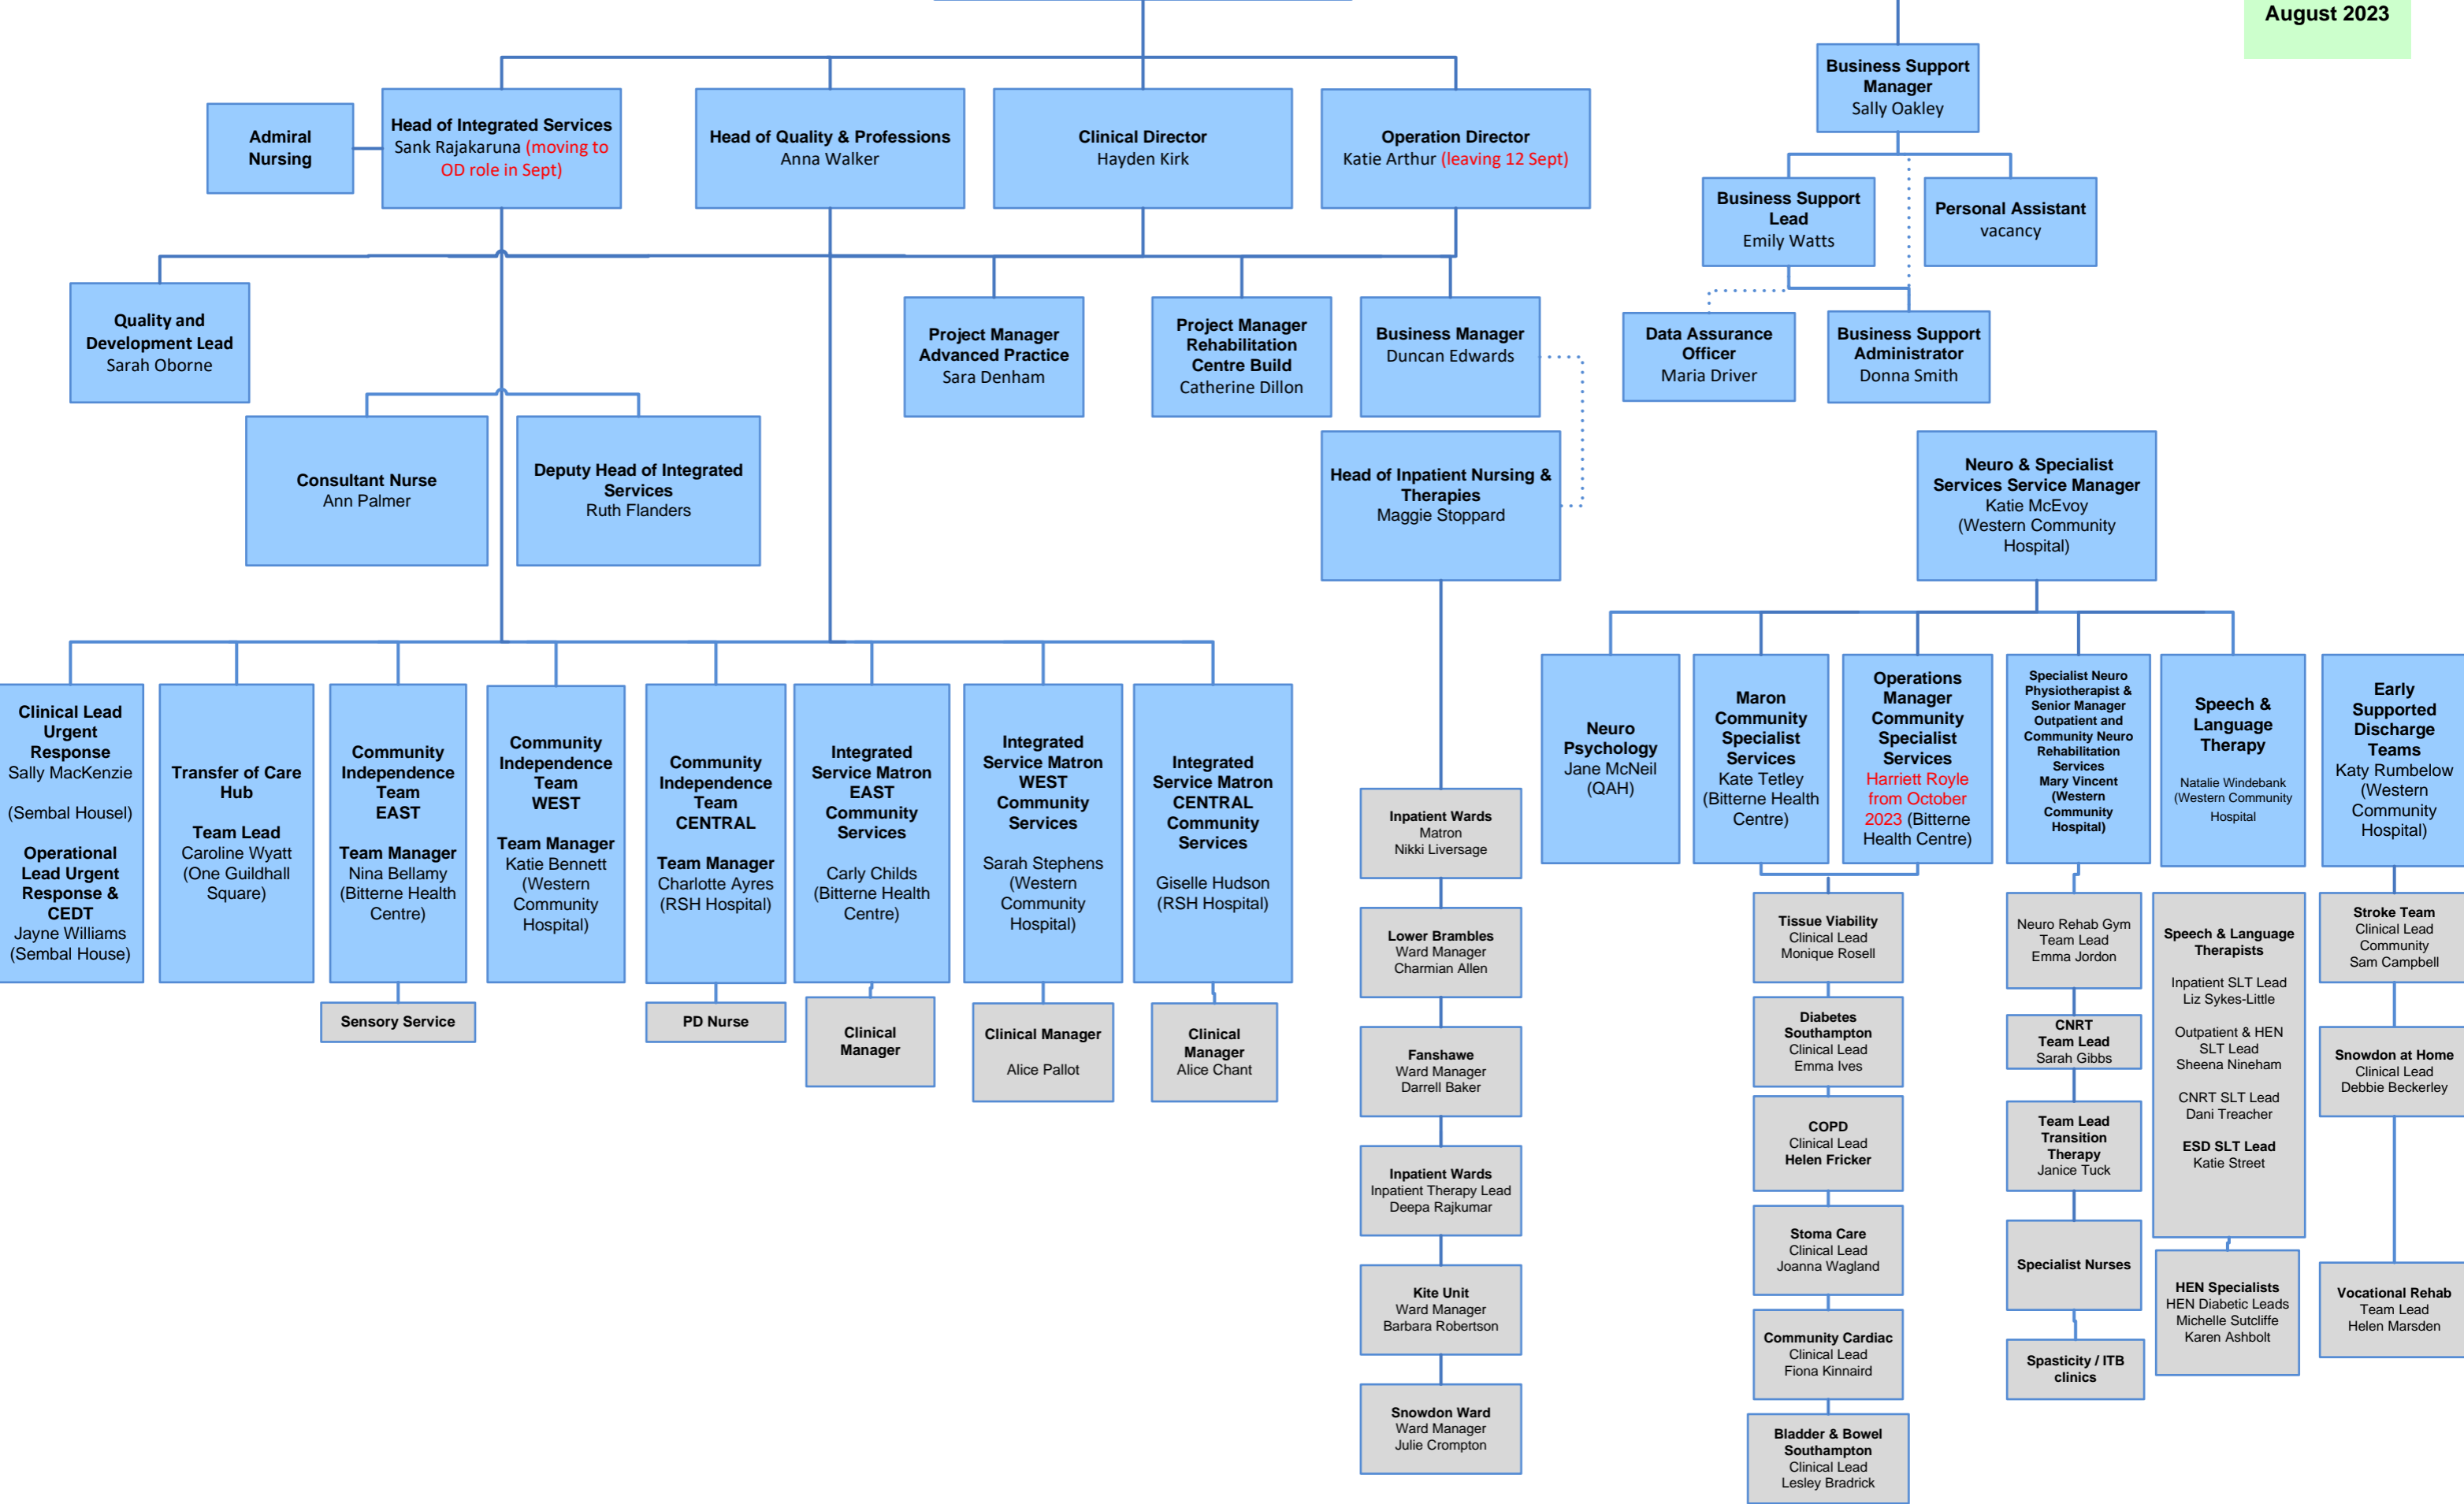 August 2023
Business Support
Manager
Sally Oakley
Admiral
Nursing
Head of Integrated Services
Sank Rajakaruna (moving to
OD role in Sept)
Head of Quality & Professions
Anna Walker
Clinical Director
Hayden Kirk
Operation Director
Katie Arthur (leaving 12 Sept)
Business Support
Lead
Emily Watts
Personal Assistant
vacancy
Quality and
Development Lead
Sarah Oborne
Project Manager
Advanced Practice
Sara Denham
Project Manager
Rehabilitation
Centre Build
Catherine Dillon
Business Manager
Duncan Edwards
Data Assurance
Officer
Maria Driver
Business Support
Administrator
Donna Smith
Consultant Nurse
Ann Palmer
Deputy Head of Integrated
Services
Ruth Flanders
Head of Inpatient Nursing &
Therapies
Maggie Stoppard
Neuro & Specialist
Services Service Manager
Katie McEvoy
(Western Community
Hospital)
Clinical Lead
Urgent
Response
Sally MacKenzie
(Sembal Housel)
Operational
Lead Urgent
Response &
CEDT
Jayne Williams
(Sembal House)
Transfer of Care
Hub
Team Lead
Caroline Wyatt
(One Guildhall
Square)
Community
Independence
Team
EAST
Team Manager
Nina Bellamy
(Bitterne Health
Centre)
Community
Independence
Team
WEST
Team Manager
Katie Bennett
(Western
Community
Hospital)
Community
Independence
Team
CENTRAL
Team Manager
Charlotte Ayres
(RSH Hospital)
Integrated
Service Matron
EAST
Community
Services
Carly Childs
(Bitterne Health
Centre)
Integrated
Service Matron
WEST
Community
Services
Sarah Stephens
(Western
Community
Hospital)
Integrated
Service Matron
CENTRAL
Community
Services
Giselle Hudson
(RSH Hospital)
Sensory Service
PD Nurse
Clinical
Manager
Clinical Manager
Alice Pallot
Clinical
Manager
Alice Chant
Inpatient Wards
Matron
Nikki Liversage
Lower Brambles
Ward Manager
Charmian Allen
Fanshawe
Ward Manager
Darrell Baker
Inpatient Wards
Inpatient Therapy Lead
Deepa Rajkumar
Kite Unit
Ward Manager
Barbara Robertson
Snowdon Ward
Ward Manager
Julie Crompton
Neuro
Psychology
Jane McNeil
(QAH)
Maron
Community
Specialist
Services
Kate Tetley
(Bitterne Health
Centre)
Operations
Manager
Community
Specialist
Services
Harriett Royle
from October
2023 (Bitterne
Health Centre)
Specialist Neuro
Physiotherapist &
Senior Manager
Outpatient and
Community Neuro
Rehabilitation
Services
Mary Vincent
(Western
Community
Hospital)
Speech &
Language
Therapy
Natalie Windebank
(Western Community
Hospital
Early
Supported
Discharge
Teams
Katy Rumbelow
(Western
Community
Hospital)
Tissue Viability
Clinical Lead
Monique Rosell
Diabetes
Southampton
Clinical Lead
Emma Ives
COPD
Clinical Lead
Helen Fricker
Stoma Care
Clinical Lead
Joanna Wagland
Community Cardiac
Clinical Lead
Fiona Kinnaird
Bladder & Bowel
Southampton
Clinical Lead
Lesley Bradrick
Neuro Rehab Gym
Team Lead
Emma Jordon
CNRT
Team Lead
Sarah Gibbs
Team Lead
Transition
Therapy
Janice Tuck
Specialist Nurses
Spasticity / ITB
clinics
Speech & Language
Therapists
Inpatient SLT Lead
Liz Sykes-Little
Outpatient & HEN
SLT Lead
Sheena Nineham
CNRT SLT Lead
Dani Treacher
ESD SLT Lead
Katie Street
HEN Specialists
HEN Diabetic Leads
Michelle Sutcliffe
Karen Ashbolt
Stroke Team
Clinical Lead
Community
Sam Campbell
Snowdon at Home
Clinical Lead
Debbie Beckerley
Vocational Rehab
Team Lead
Helen Marsden